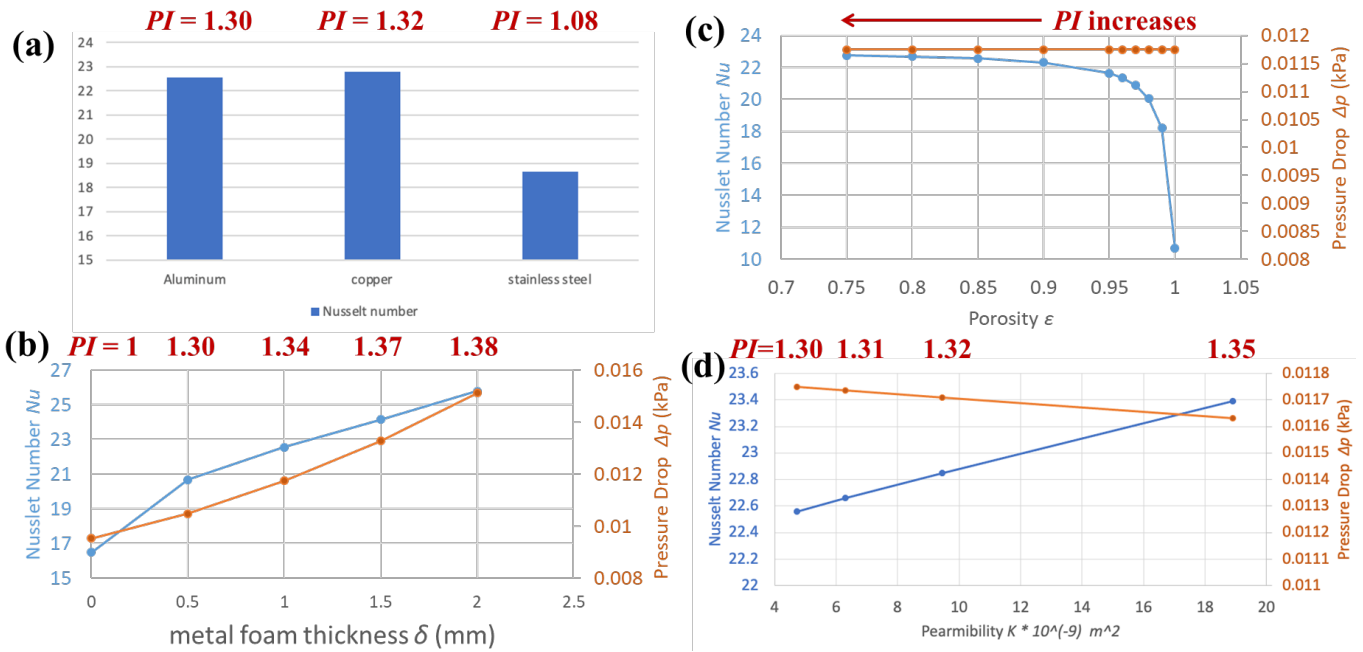 PI = 1.30 PI = 1.32 PI = 1.08
(a)
24
23
22
21
20
19
18
17
16
15
Aluminum copper stainless steel
Nusselt number
(b)
PI = 1 1.30 1.34 1.37 1.38
27
25
23
21
19
17
15
Nusslet Number Nu
0.016
0.014
0.012
0.01
0.008
Pressure Drop Δp (kPa)
0 0.5 1 1.5 2 2.5
metal foam thickness δ (mm)
(c)
PI increases
24
22
20
18
16
14
12
10
Nusslet Number Nu
0.012
0.0115
0.011
0.0105
0.01
0.0095
0.009
0.0085
0.008
Pressure Drop Δp (kPa)
0.7 0.75 0.8 0.85 0.9 0.95 1 1.05
Porosity ε
(d)
PI=1.30 1.31 1.32 1.35
23.6
23.4
23.2
23
22.8
22.6
22.4
22.2
22
Nusselt Number Nu
0.0118
0.0117
0.0116
0.0115
0.0114
0.0113
0.0112
0.0111
0.011
Pressure Drop Δp (kPa)
4 6 8 10 12 14 16 18 20
Pearmibility K * 10^(-9) m^2